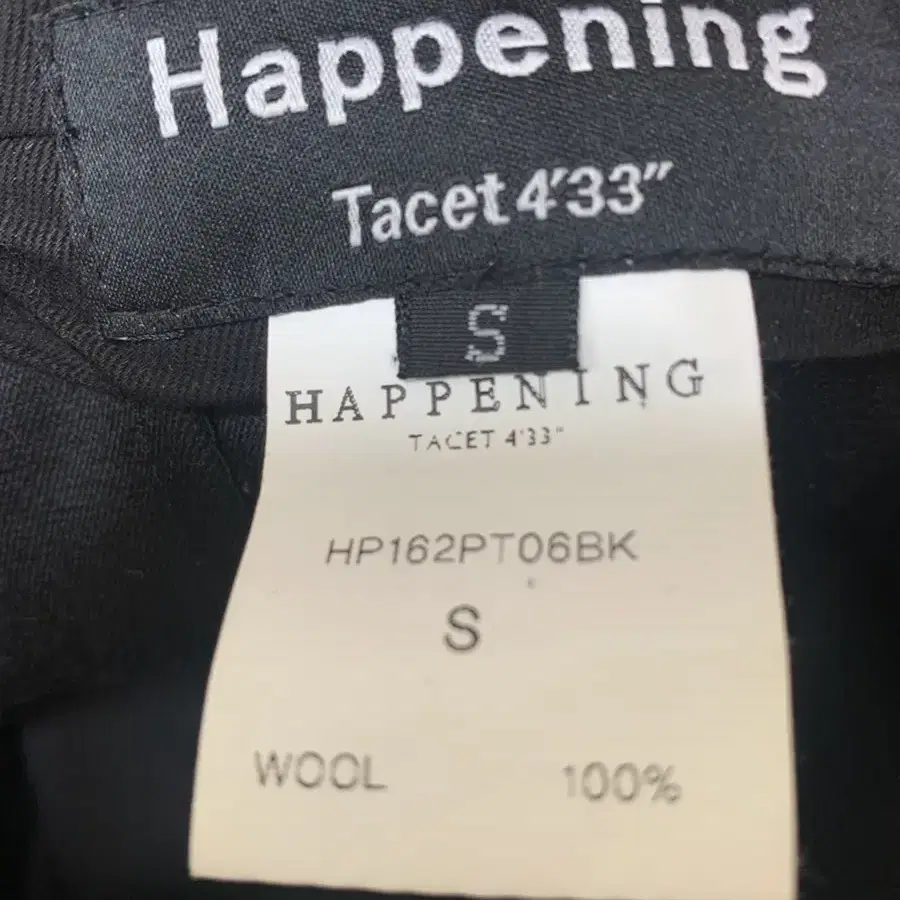 Happening
Tacet 4'33"
S
HAPPENING
TACET 4'33"
HP162PT06BK
S
WOOL 100%